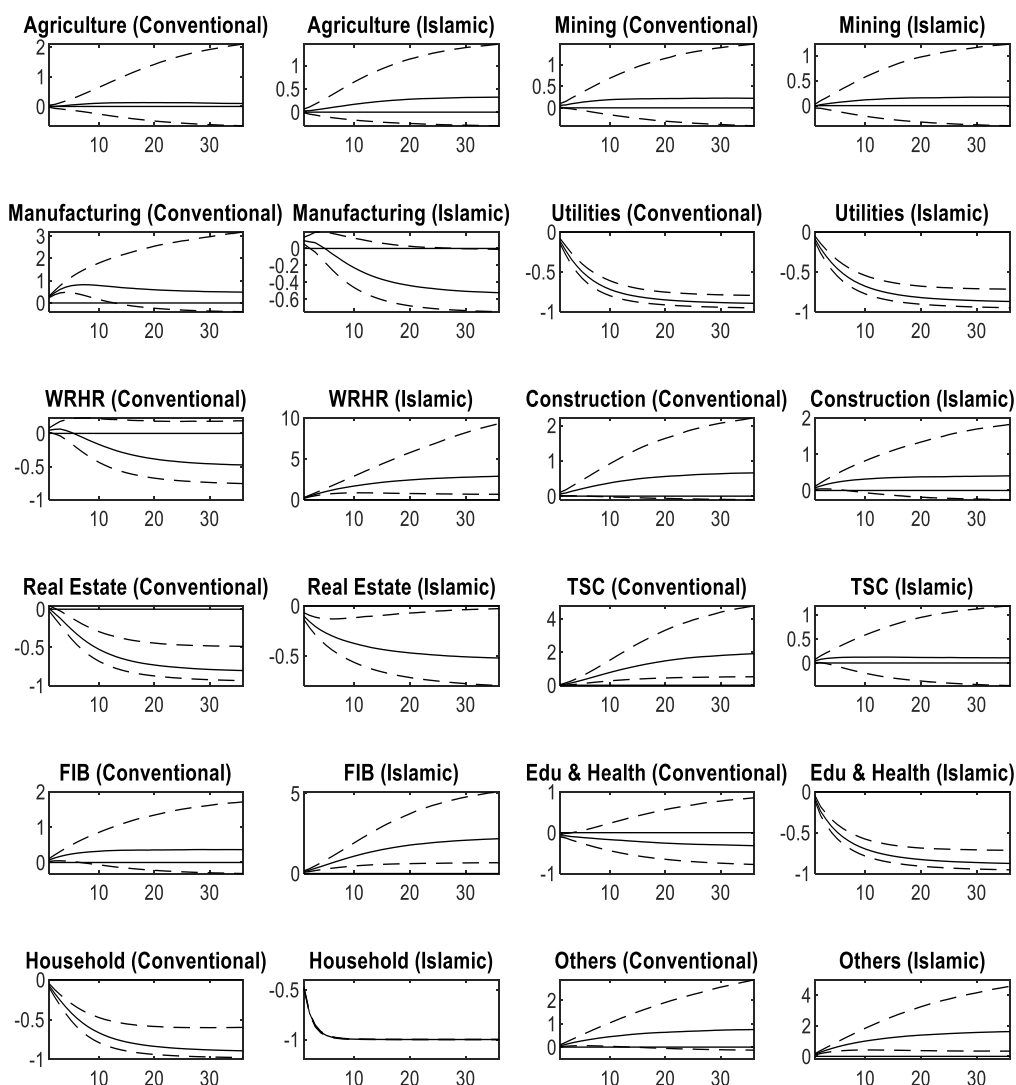 Agriculture (Conventional) Agriculture (Islamic) Mining (Conventional) Mining (Islamic)
2 1 0 1 0.5 0 1 0.5 0 1 0.5 0
10 20 30 10 20 30 10 20 30 10 20 30
Manufacturing (Conventional) Manufacturing (Islamic) Utilities (Conventional) Utilities (Islamic)
3 2 1 0 0 -0.2 -0.4 -0.6 0 -0.5 -1 0 -0.5 -1
10 20 30 10 20 30 10 20 30 10 20 30
WRHR (Conventional) WRHR (Islamic) Construction (Conventional) Construction (Islamic)
0 -0.5 -1 10 5 0 2 1 0 2 1 0
10 20 30 10 20 30 10 20 30 10 20 30
Real Estate (Conventional) Real Estate (Islamic) TSC (Conventional) TSC (Islamic)
0 -0.5 -1 0 -0.5 4 2 0 1 0.5 0
10 20 30 10 20 30 10 20 30 10 20 30
FIB (Conventional) FIB (Islamic) Edu & Health (Conventional) Edu & Health (Islamic)
2 1 0 5 0 1 0 -1 0 -0.5 -1
10 20 30 10 20 30 10 20 30 10 20 30
Household (Conventional) Household (Islamic) Others (Conventional) Others (Islamic)
0 -0.5 -1 -0.5 -1 2 1 0 4 2 0
10 20 30 10 20 30 10 20 30 10 20 30